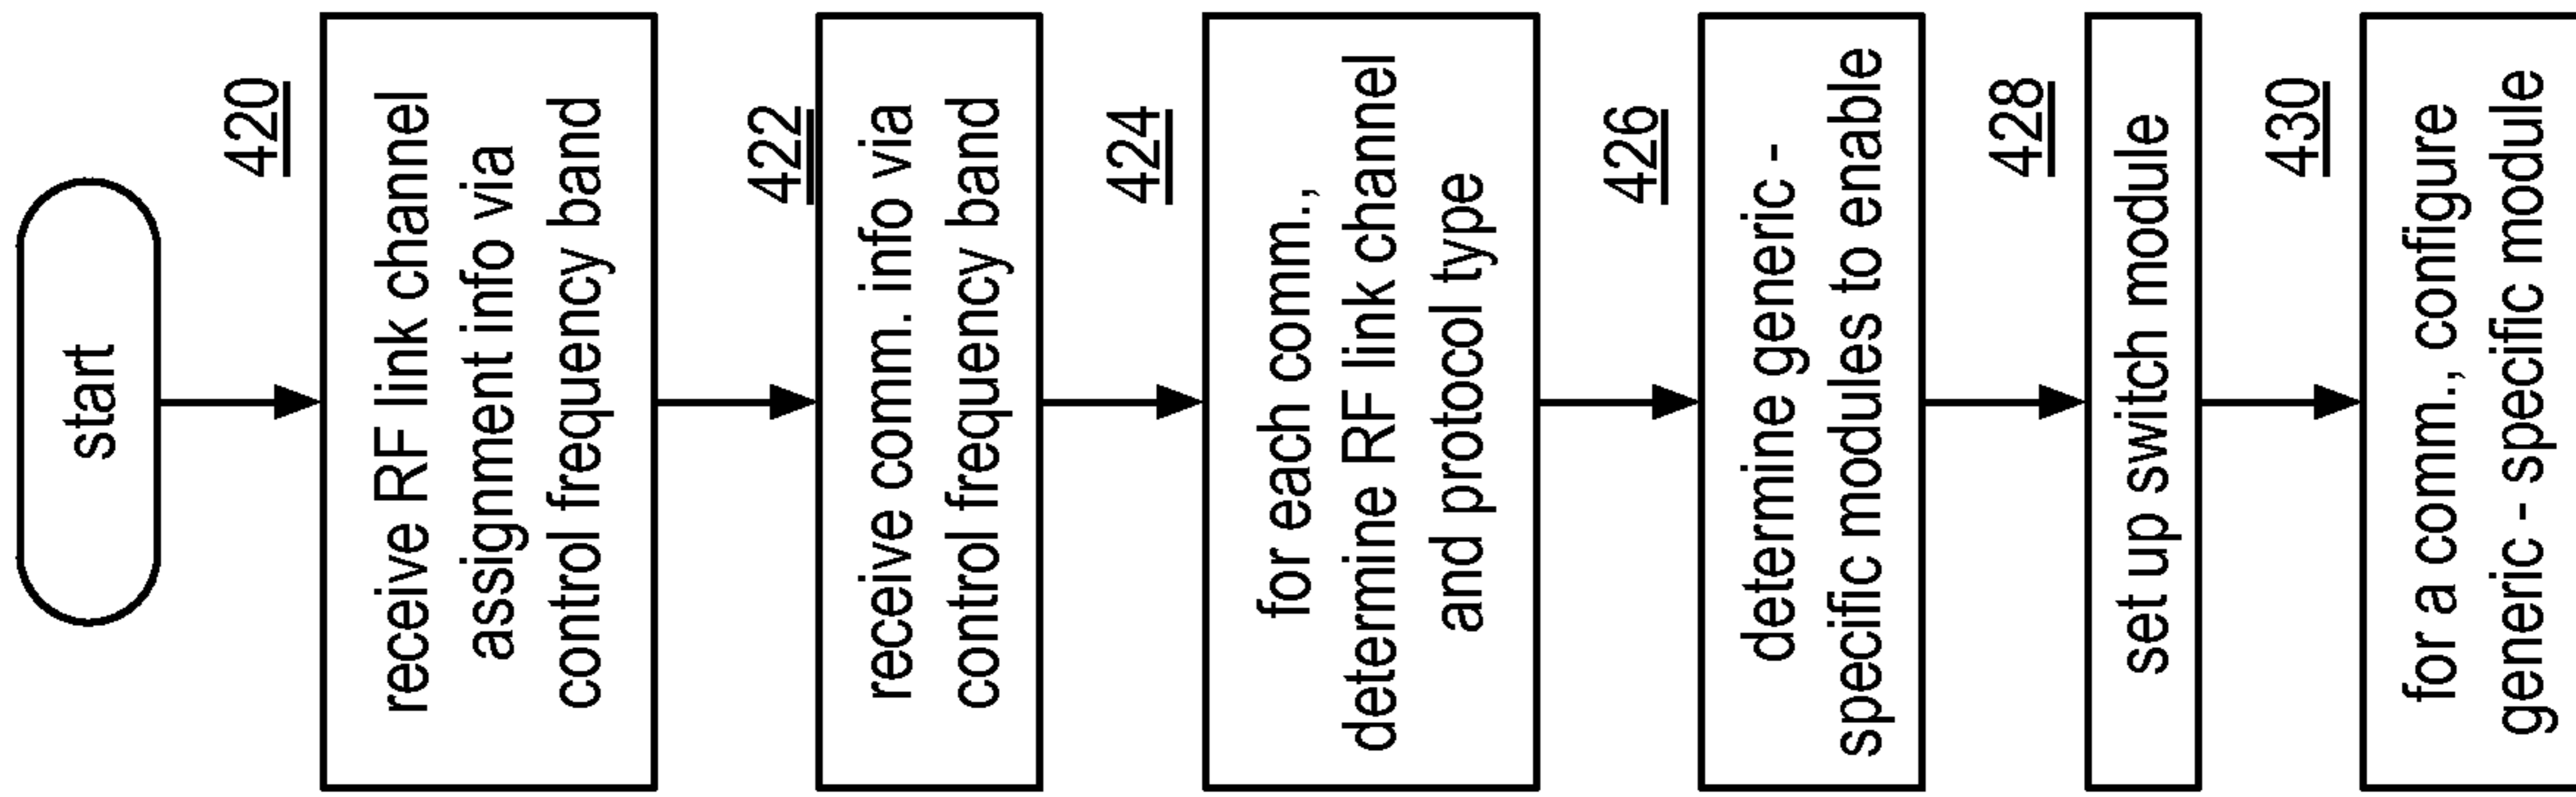 start
420
receive RF link channel
assignment info via
control frequency band
422
receive comm. info via
control frequency band
424
for each comm.,
determine RF link channel
and protocol type
426
determine generic -
specific modules to enable
428
set up switch module
430
for a comm., configure
generic - specific module